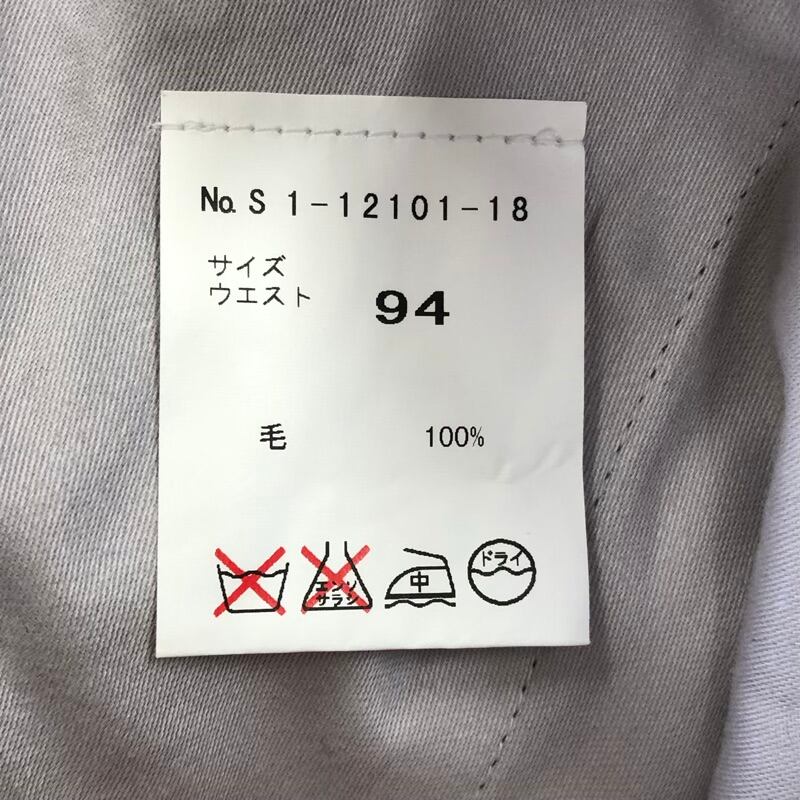 No. S 1-12101-18
サイズ
ウエスト 94
毛 100%
エンソ
サラシ
中
ドライ